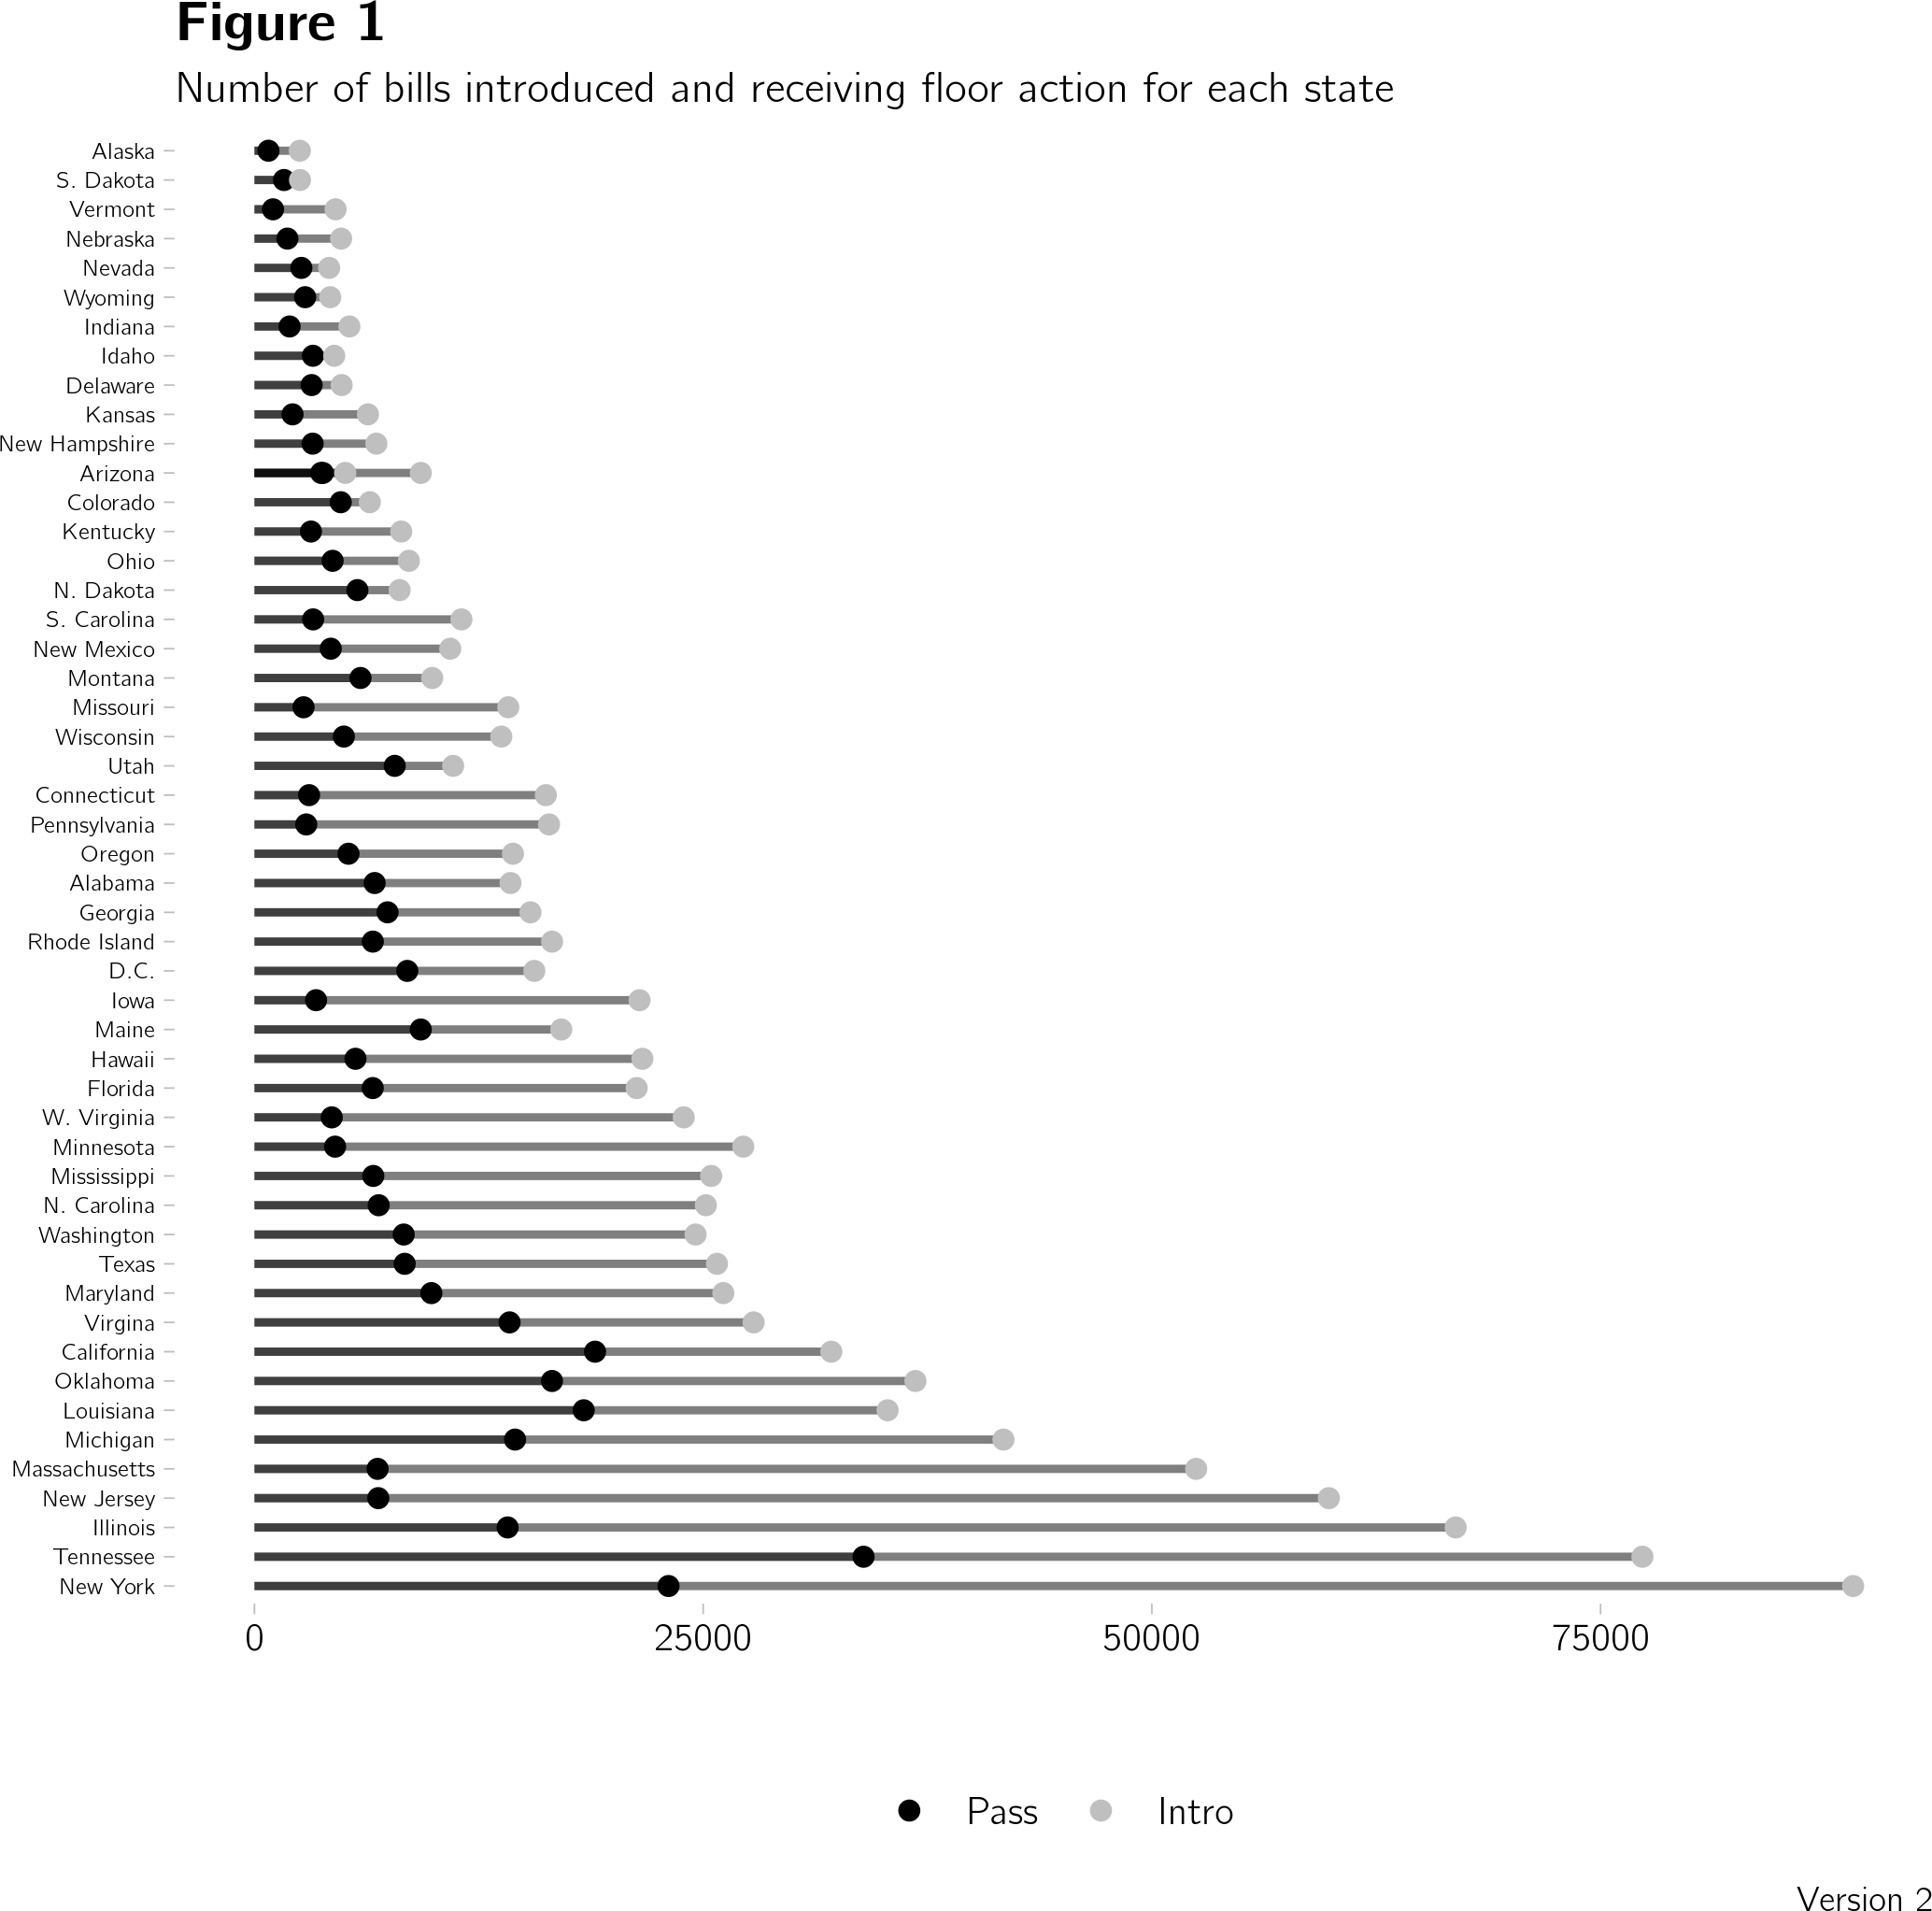 Figure 1
Number of bills introduced and receiving floor action for each state
Alaska
S. Dakota
Vermont
Nebraska
Nevada
Wyoming
Indiana
Idaho
Delaware
Kansas
New Hampshire
Arizona
Colorado
Kentucky
Ohio
N. Dakota
S. Carolina
New Mexico
Montana
Missouri
Wisconsin
Utah
Connecticut
Pennsylvania
Oregon
Alabama
Georgia
Rhode Island
D.C.
Iowa
Maine
Hawaii
Florida
W. Virginia
Minnesota
Mississippi
N. Carolina
Washington
Texas
Maryland
Virgina
California
Oklahoma
Louisiana
Michigan
Massachusetts
New Jersey
Illinois
Tennessee
New York
0 25000 50000 75000
Pass Intro
Version 2